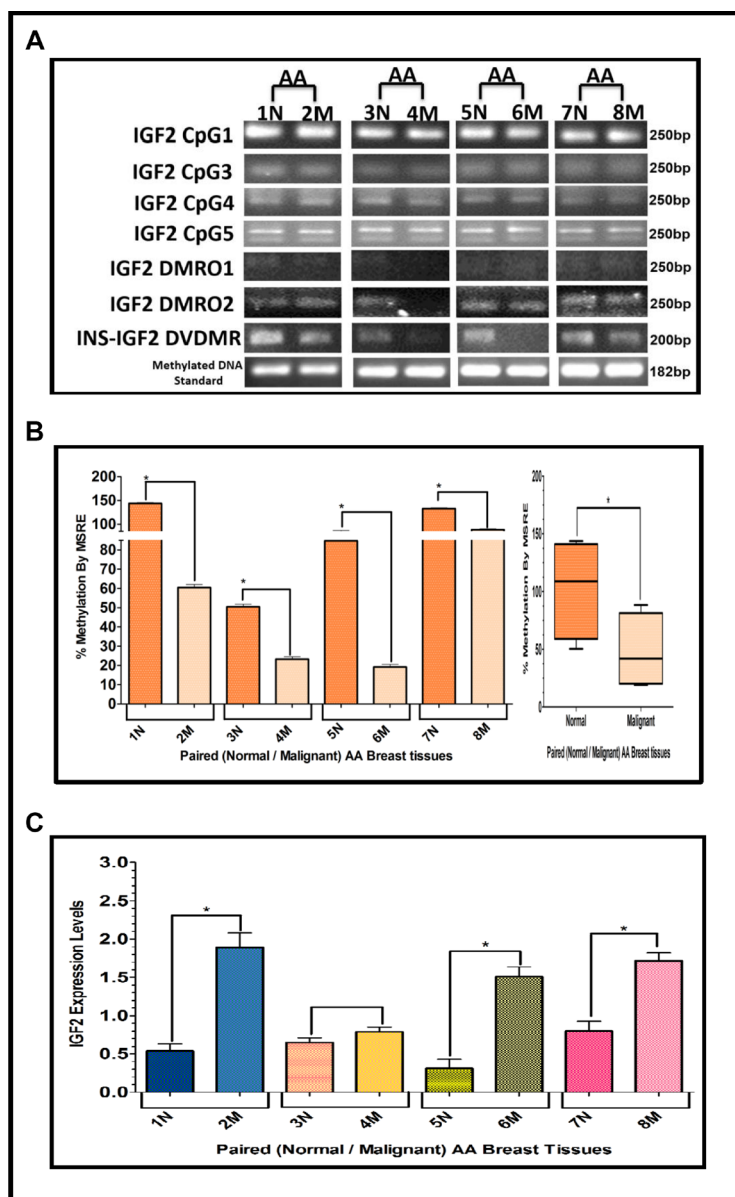 A
AA AA AA AA
1N 2M 3N 4M 5N 6M 7N 8M
IGF2 CpG1 250bp
IGF2 CpG3 250bp
IGF2 CpG4 250bp
IGF2 CpG5 250bp
IGF2 DMRO1 250bp
IGF2 DMRO2 250bp
INS-IGF2 DVDMR 200bp
Methylated DNA
Standard 182bp
B
% Methylation By MSRE
200
150
100
80
70
60
50
40
30
20
10
0
* * * *
1N 2M 3N 4M 5N 6M 7N 8M
Paired (Normal / Malignant) AA Breast tissues
% Methylation By MSRE
200
150
100
50
0
Normal Malignant
Paired (Normal / Malignant) AA Breast tissues
C
IGF2 Expression Levels
3.0
2.5
2.0
1.5
1.0
0.5
0.0
* * *
1N 2M 3N 4M 5N 6M 7N 8M
Paired (Normal / Malignant) AA Breast Tissues